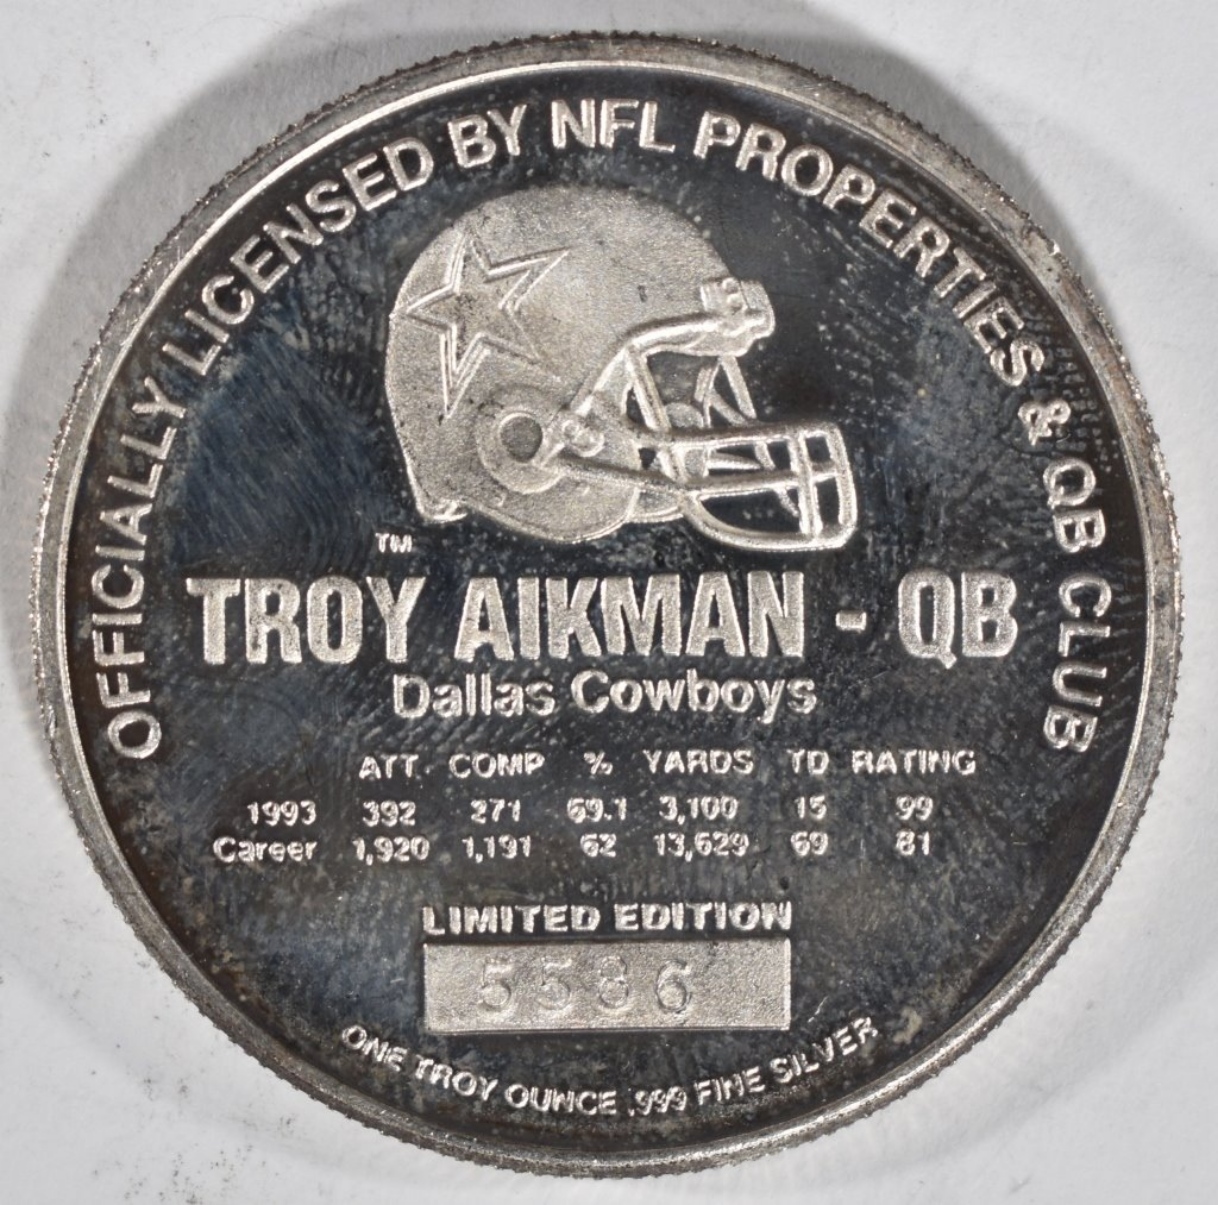 OFFICIALLY LICENSED BY NFL PROPERTIES & QB CLUB
TM
TROY AIKMAN - QB
Dallas Cowboys
ATT. COMP % YARDS TD RATING
1993 392 271 69.1 3,100 15 99
Career 1,920 1,191 62 13,629 69 81
LIMITED EDITION
5536
ONE TROY OUNCE .999 FINE SILVER